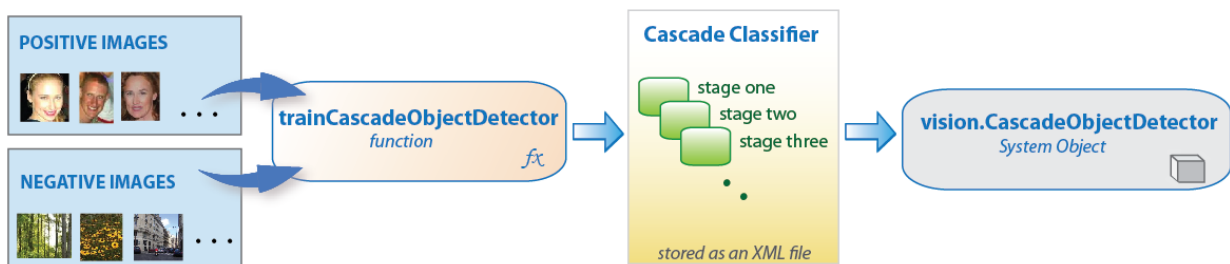 POSITIVE IMAGES
. . .
NEGATIVE IMAGES
. . .
trainCascadeObjectDetector
function
fx
Cascade Classifier
stage one
stage two
stage three
stored as an XML file
vision.CascadeObjectDetector
System Object